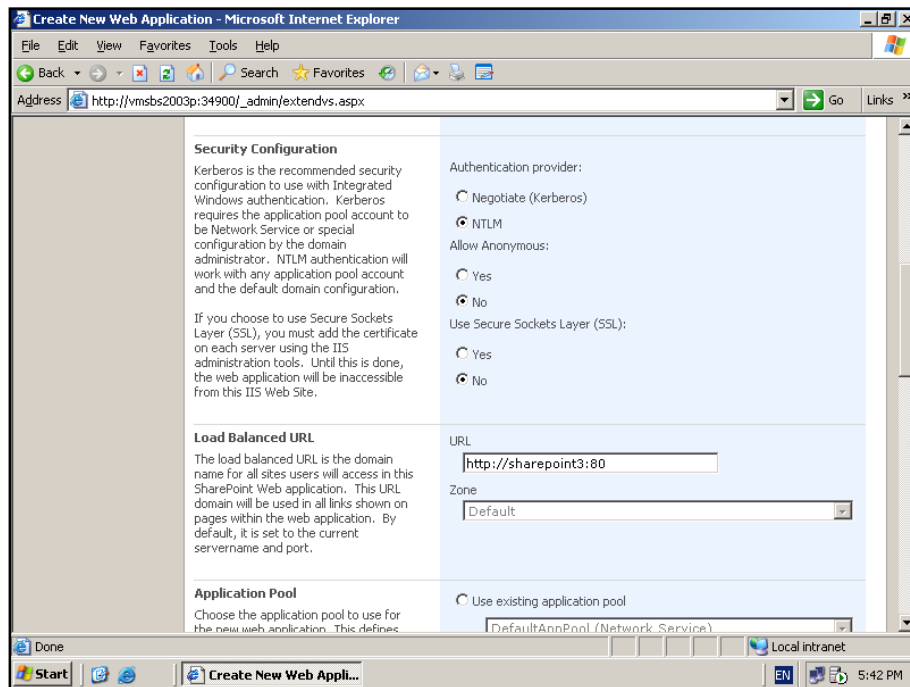 Create New Web Application - Microsoft Internet Explorer
File Edit View Favorites Tools Help
Back Search Favorites
Address http://vmsbs2003p:34900/_admin/extendvs.aspx Go Links »
Security Configuration
Kerberos is the recommended security
configuration to use with Integrated
Windows authentication. Kerberos
requires the application pool account to
be Network Service or special
configuration by the domain
administrator. NTLM authentication will
work with any application pool account
and the default domain configuration.
If you choose to use Secure Sockets
Layer (SSL), you must add the certificate
on each server using the IIS
administration tools. Until this is done,
the web application will be inaccessible
from this IIS Web Site.
Authentication provider:
Negotiate (Kerberos)
NTLM
Allow Anonymous:
Yes
No
Use Secure Sockets Layer (SSL):
Yes
No
Load Balanced URL
The load balanced URL is the domain
name for all sites users will access in this
SharePoint Web application. This URL
domain will be used in all links shown on
pages within the web application. By
default, it is set to the current
servername and port.
URL
http://sharepoint3:80
Zone
Default
Application Pool
Choose the application pool to use for
the new web application. This defines
Use existing application pool
DefaultAppPool (Network Service)
Done Local intranet
Start Create New Web Appli... EN 5:42 PM